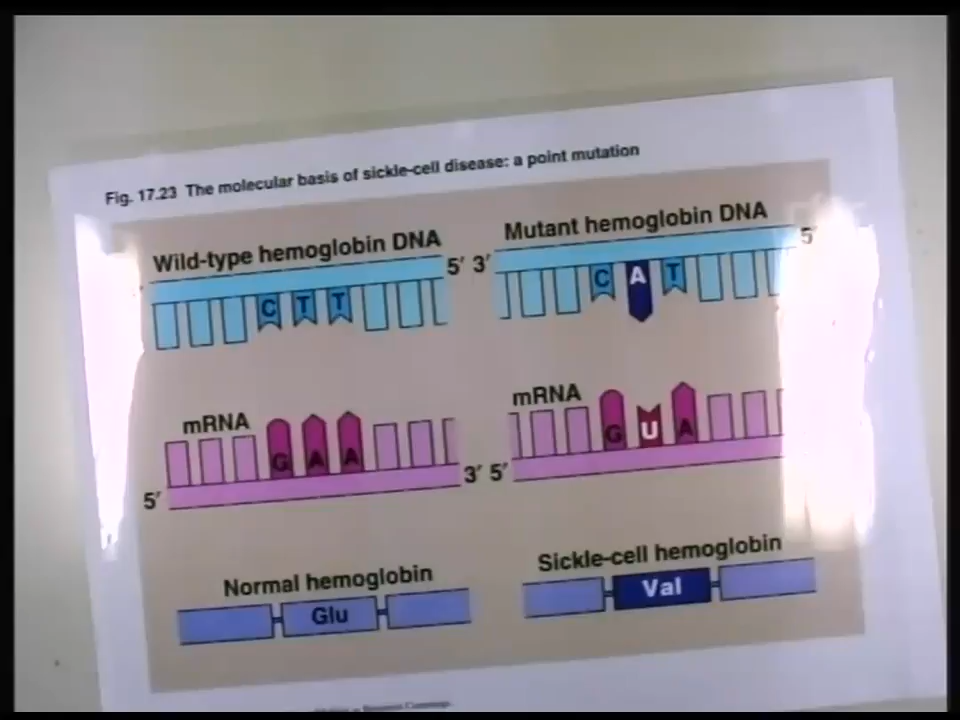 Fig. 17.23 The molecular basis of sickle-cell disease: a point mutation
Wild-type hemoglobin DNA
5′
C T T
Mutant hemoglobin DNA
3′ 5′
C A T
mRNA
G A A
5′ 3′
mRNA
G U A
5′
Normal hemoglobin
Glu
Sickle-cell hemoglobin
Val